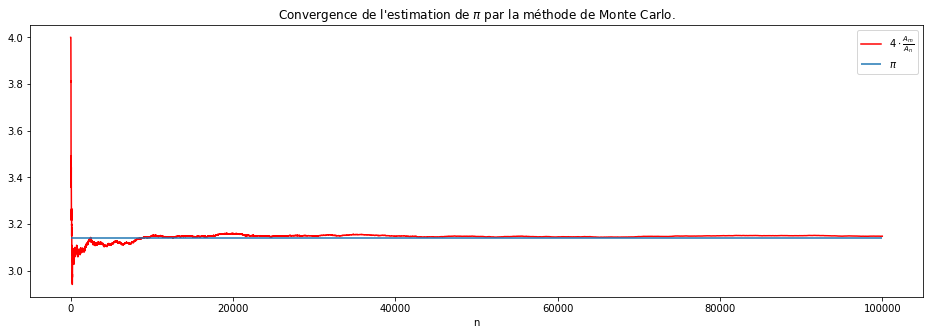 Convergence de l'estimation de π par la méthode de Monte Carlo.
4.0
3.8
3.6
3.4
3.2
3.0
4 · A_m/A_n
π
0 20000 40000 60000 80000 100000
n